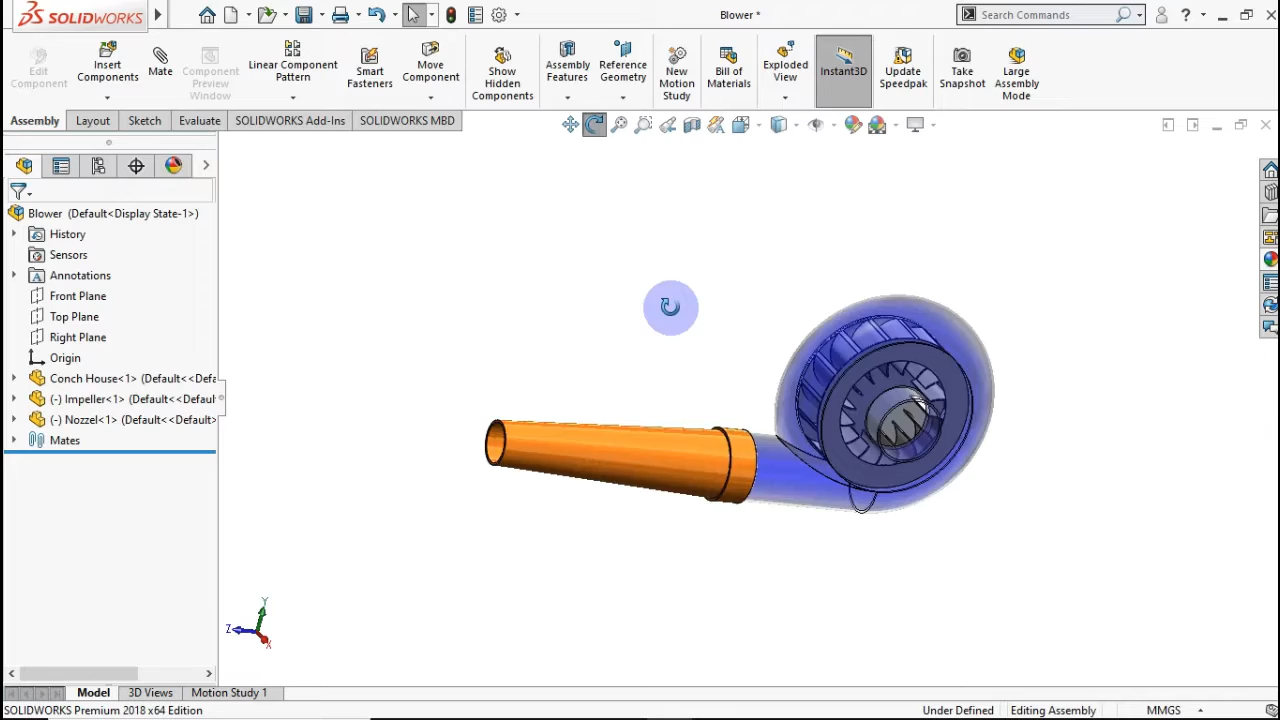 SOLIDWORKS
Blower *
Search Commands
?
Edit
Component
Insert
Components
Mate
Component
Preview
Window
Linear Component
Pattern
Smart
Fasteners
Move
Component
Show
Hidden
Components
Assembly
Features
Reference
Geometry
New
Motion
Study
Bill of
Materials
Exploded
View
Instant3D
Update
Speedpak
Take
Snapshot
Large
Assembly
Mode
Assembly
Layout
Sketch
Evaluate
SOLIDWORKS Add-Ins
SOLIDWORKS MBD
Blower (Default<Display State-1>)
History
Sensors
Annotations
Front Plane
Top Plane
Right Plane
Origin
Conch House<1> (Default<<Defa
(-) Impeller<1> (Default<<Defaul
(-) Nozzel<1> (Default<<Default>
Mates
Y
Z
X
Model
3D Views
Motion Study 1
SOLIDWORKS Premium 2018 x64 Edition
Under Defined
Editing Assembly
MMGS